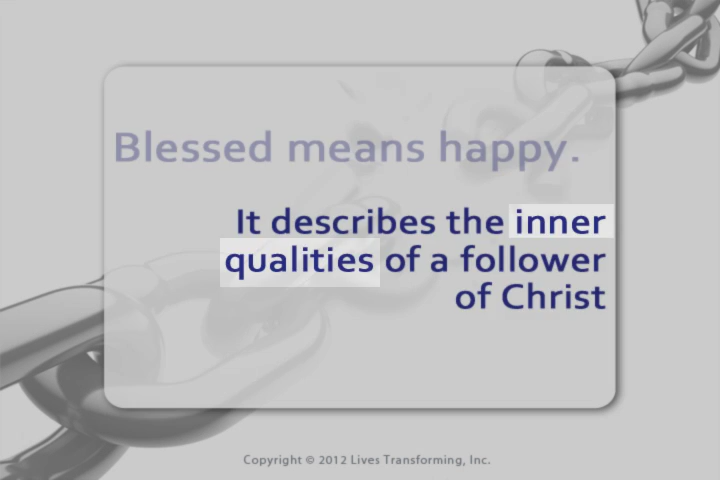 Blessed means happy.
It describes the inner
qualities of a follower
of Christ
Copyright © 2012 Lives Transforming, Inc.